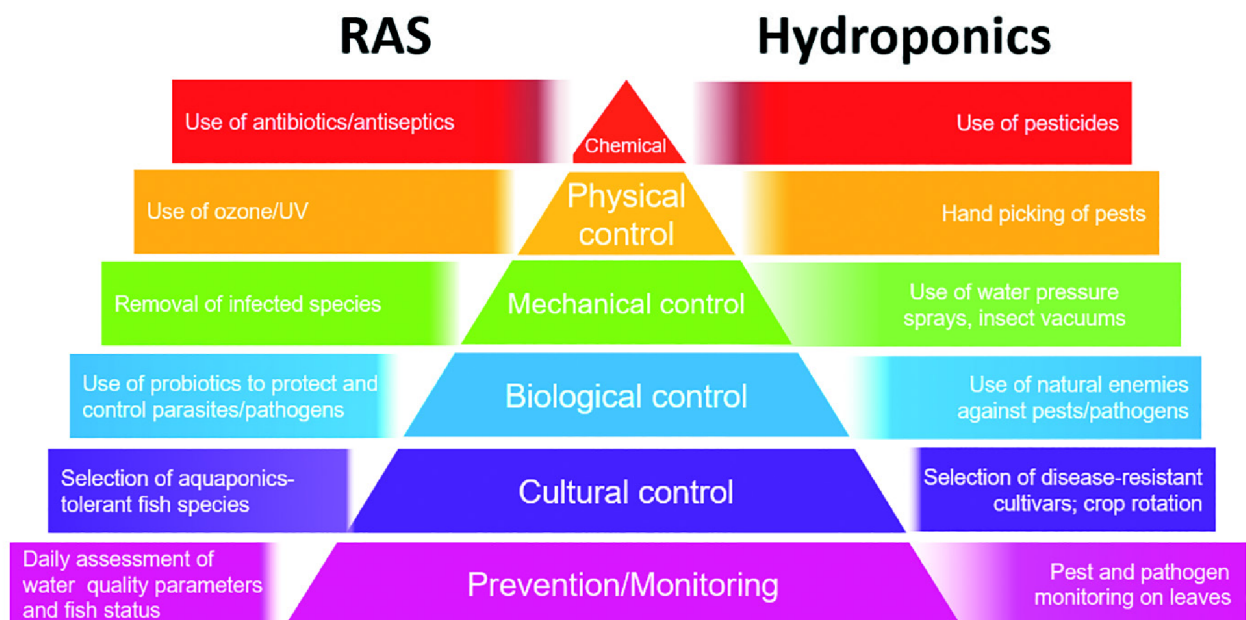 RAS
Hydroponics
Use of antibiotics/antiseptics
Chemical
Use of pesticides
Use of ozone/UV
Physical
control
Hand picking of pests
Removal of infected species
Mechanical control
Use of water pressure
sprays, insect vacuums
Use of probiotics to protect and
control parasites/pathogens
Biological control
Use of natural enemies
against pests/pathogens
Selection of aquaponics-
tolerant fish species
Cultural control
Selection of disease-resistant
cultivars; crop rotation
Daily assessment of
water quality parameters
and fish status
Prevention/Monitoring
Pest and pathogen
monitoring on leaves